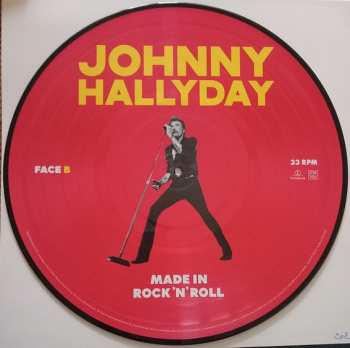 JOHNNY
HALLYDAY
FACE B
33 RPM
MADE IN
ROCK 'N' ROLL